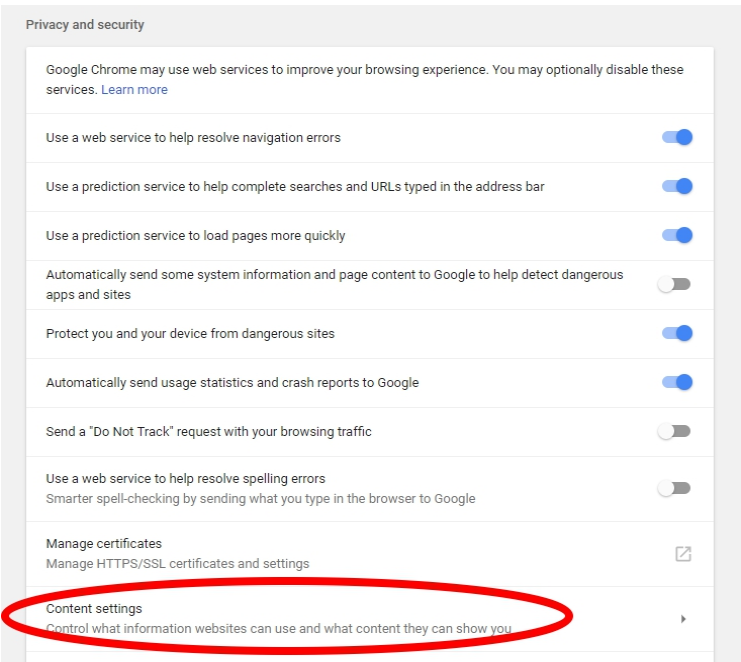 Privacy and security
Google Chrome may use web services to improve your browsing experience. You may optionally disable these
services. Learn more
Use a web service to help resolve navigation errors
Use a prediction service to help complete searches and URLs typed in the address bar
Use a prediction service to load pages more quickly
Automatically send some system information and page content to Google to help detect dangerous
apps and sites
Protect you and your device from dangerous sites
Automatically send usage statistics and crash reports to Google
Send a "Do Not Track" request with your browsing traffic
Use a web service to help resolve spelling errors
Smarter spell-checking by sending what you type in the browser to Google
Manage certificates
Manage HTTPS/SSL certificates and settings
Content settings
Control what information websites can use and what content they can show you